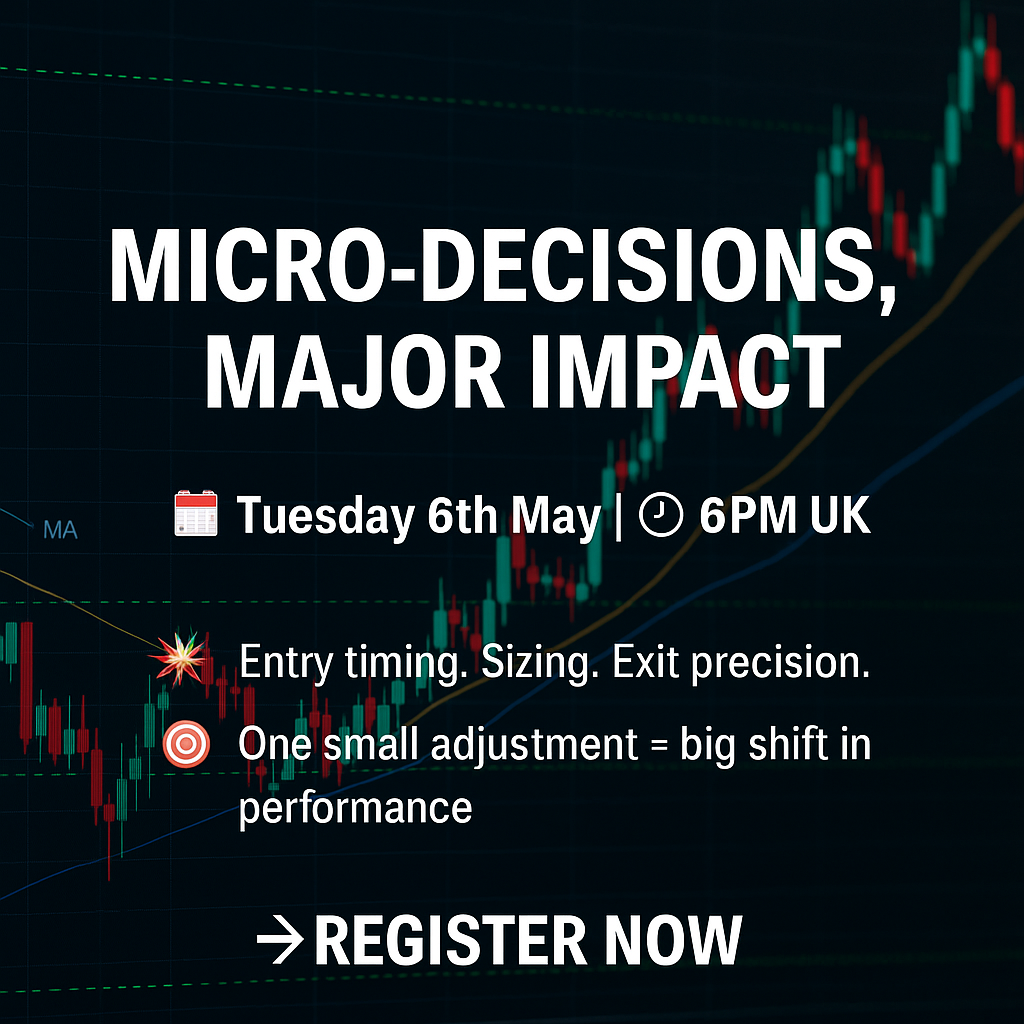 MICRO-DECISIONS,
MAJOR IMPACT
Tuesday 6th May | 6PM UK
MA
Entry timing. Sizing. Exit precision.
One small adjustment = big shift in
performance
→REGISTER NOW